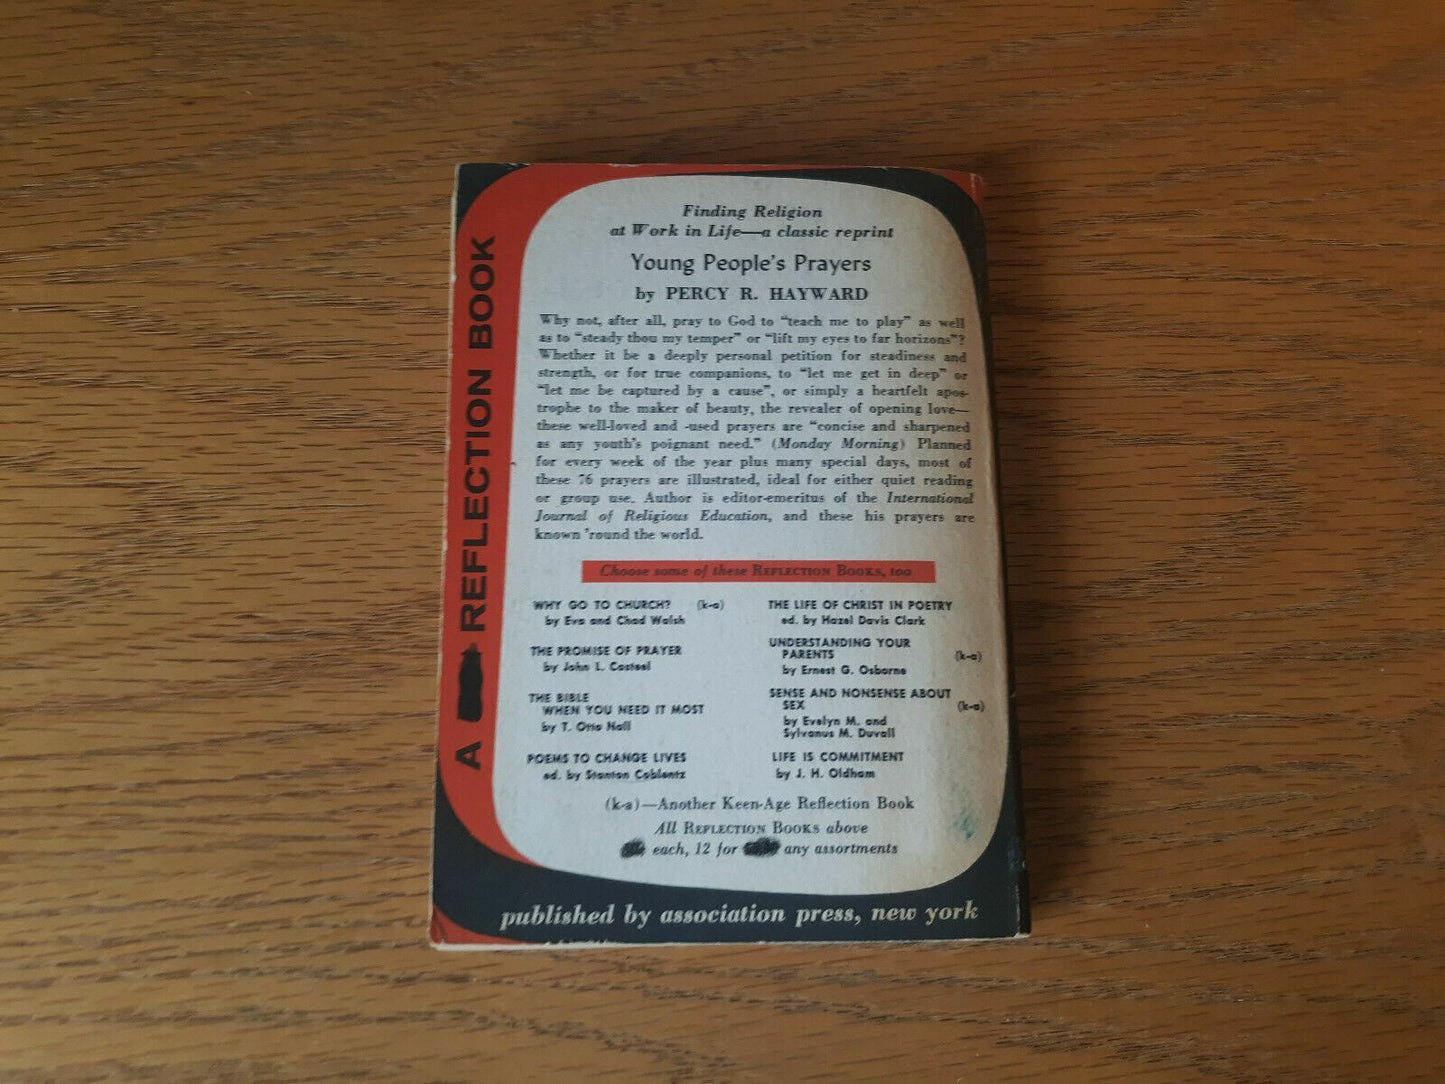 A REFLECTION BOOK
Finding Religion
at Work in Life—a classic reprint
Young People's Prayers
by PERCY R. HAYWARD
Why not, after all, pray to God to "teach me to play" as well
as to "steady thou my temper" or "lift my eyes to far horizons"?
Whether it be a deeply personal petition for steadiness and
strength, or for true companions, to "let me get in deep" or
"let me be captured by a cause", or simply a heartfelt apos-
trophe to the maker of beauty, the revealer of opening love—
these well-loved and -used prayers are "concise and sharpened
as any youth's poignant need." (Monday Morning) Planned
for every week of the year plus many special days, most of
these 76 prayers are illustrated, ideal for either quiet reading
or group use. Author is editor-emeritus of the International
Journal of Religious Education, and these his prayers are
known 'round the world.
Choose some of these REFLECTION BOOKS, too
WHY GO TO CHURCH? (k-a)
by Eva and Chad Walsh
THE PROMISE OF PRAYER
by John L. Casteel
THE BIBLE
WHEN YOU NEED IT MOST
by T. Otto Nall
POEMS TO CHANGE LIVES
ed. by Stanton Coblentz
THE LIFE OF CHRIST IN POETRY
ed. by Hazel Davis Clark
UNDERSTANDING YOUR
PARENTS (k-a)
by Ernest G. Osborne
SENSE AND NONSENSE ABOUT
SEX (k-a)
by Evelyn M. and
Sylvanus M. Duvall
LIFE IS COMMITMENT
by J. H. Oldham
(k-a)—Another Keen-Age Reflection Book
All REFLECTION BOOKS above
each, 12 for any assortments
published by association press, new york